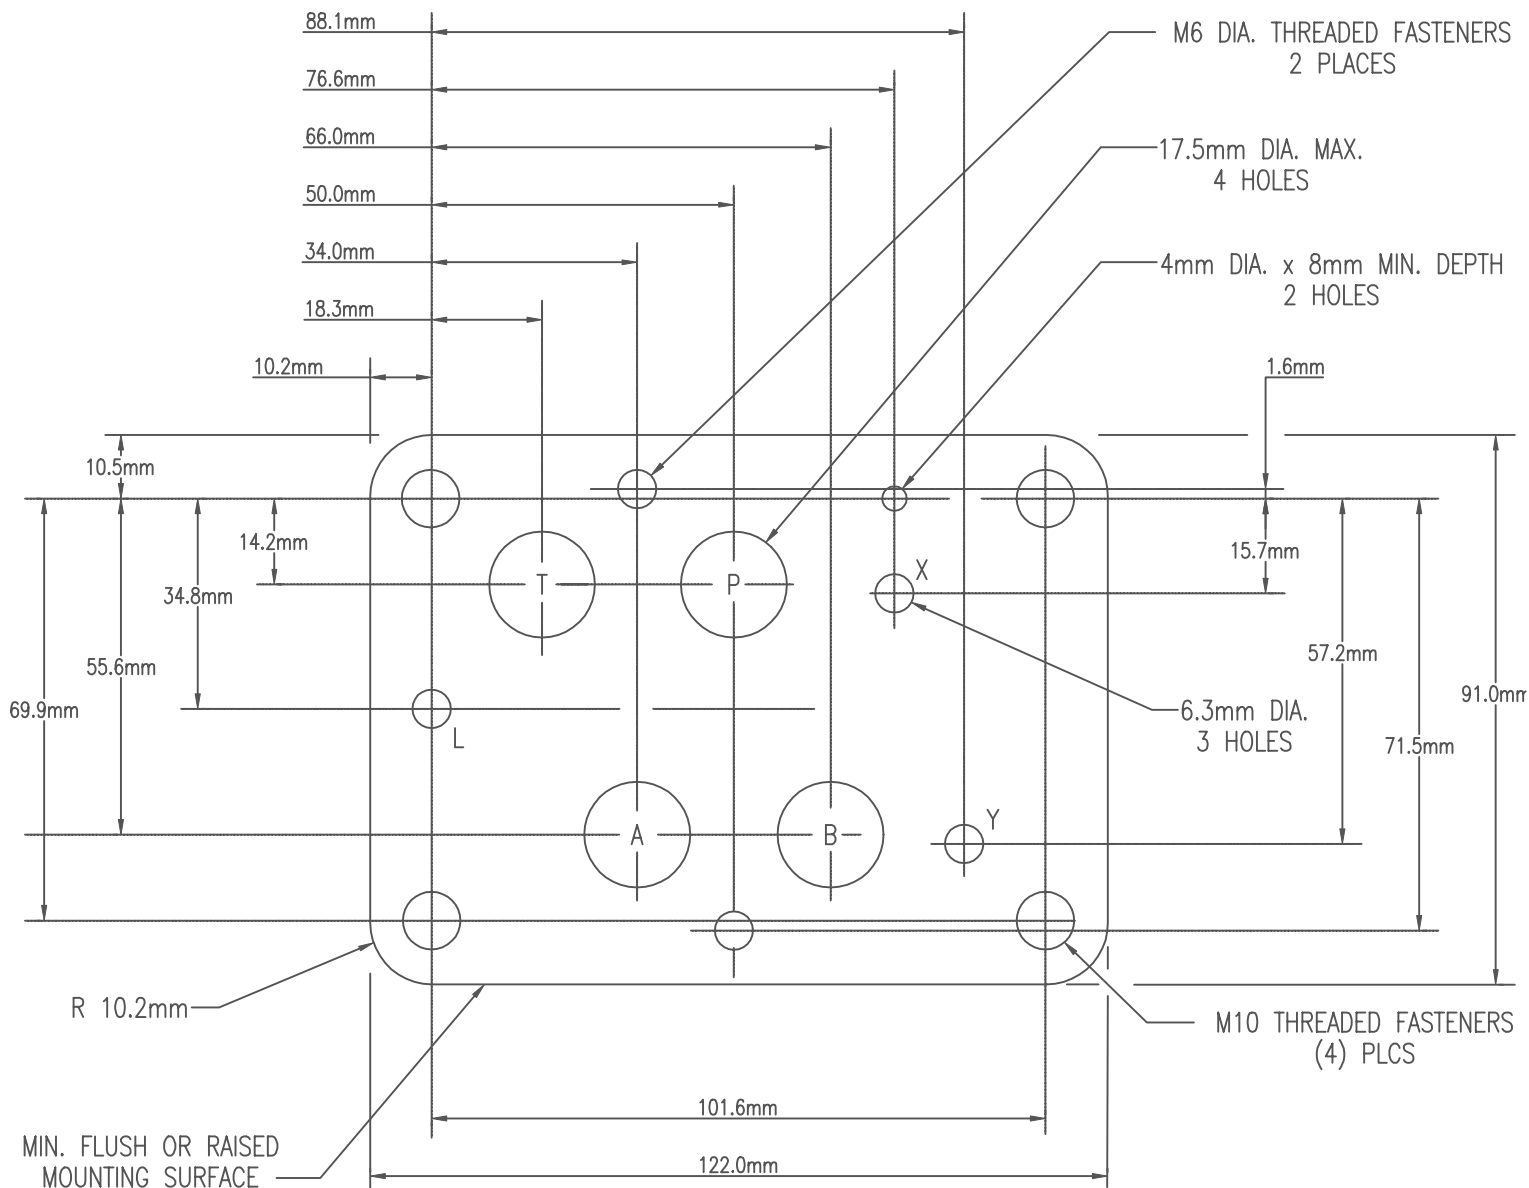 88.1mm
M6 DIA. THREADED FASTENERS
2 PLACES
76.6mm
66.0mm
17.5mm DIA. MAX.
4 HOLES
50.0mm
34.0mm
4mm DIA. x 8mm MIN. DEPTH
2 HOLES
18.3mm
10.2mm
1.6mm
10.5mm
14.2mm
15.7mm
T
P
X
34.8mm
55.6mm
57.2mm
69.9mm
91.0mm
6.3mm DIA.
3 HOLES
L
71.5mm
A
B
Y
R 10.2mm
M10 THREADED FASTENERS
(4) PLCS
101.6mm
MIN. FLUSH OR RAISED
MOUNTING SURFACE
122.0mm